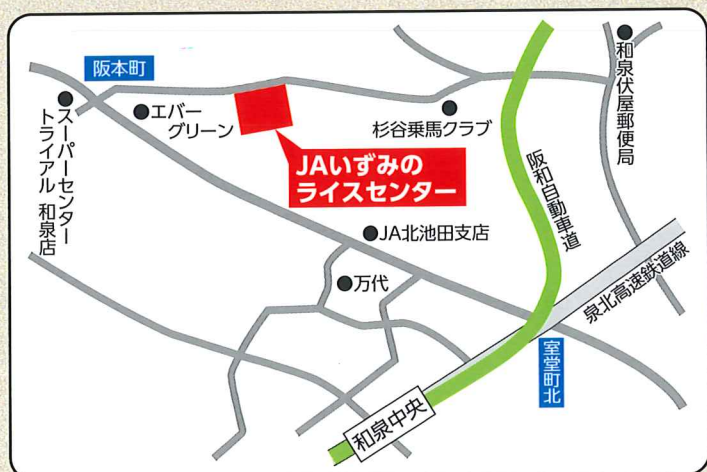 阪本町
スーパーセンター
トライアル 和泉店
エバー
グリーン
JAいずみの
ライスセンター
杉谷乗馬クラブ
和泉伏屋郵便局
阪和自動車道
JA北池田支店
万代
泉北高速鉄道線
室堂町北
和泉中央